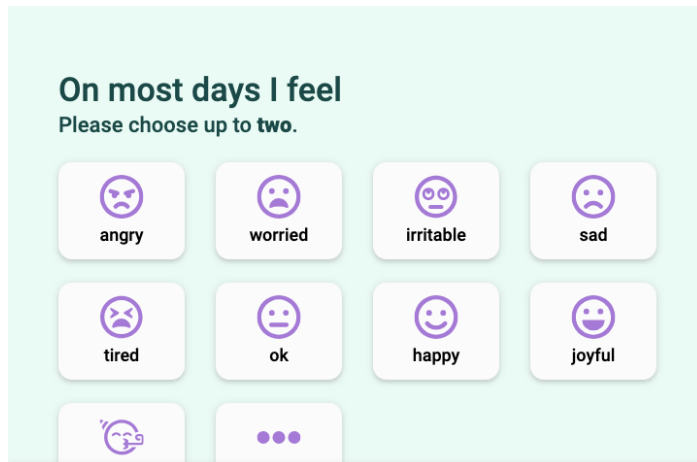 On most days I feel
Please choose up to two.
angry worried irritable sad
tired ok happy joyful